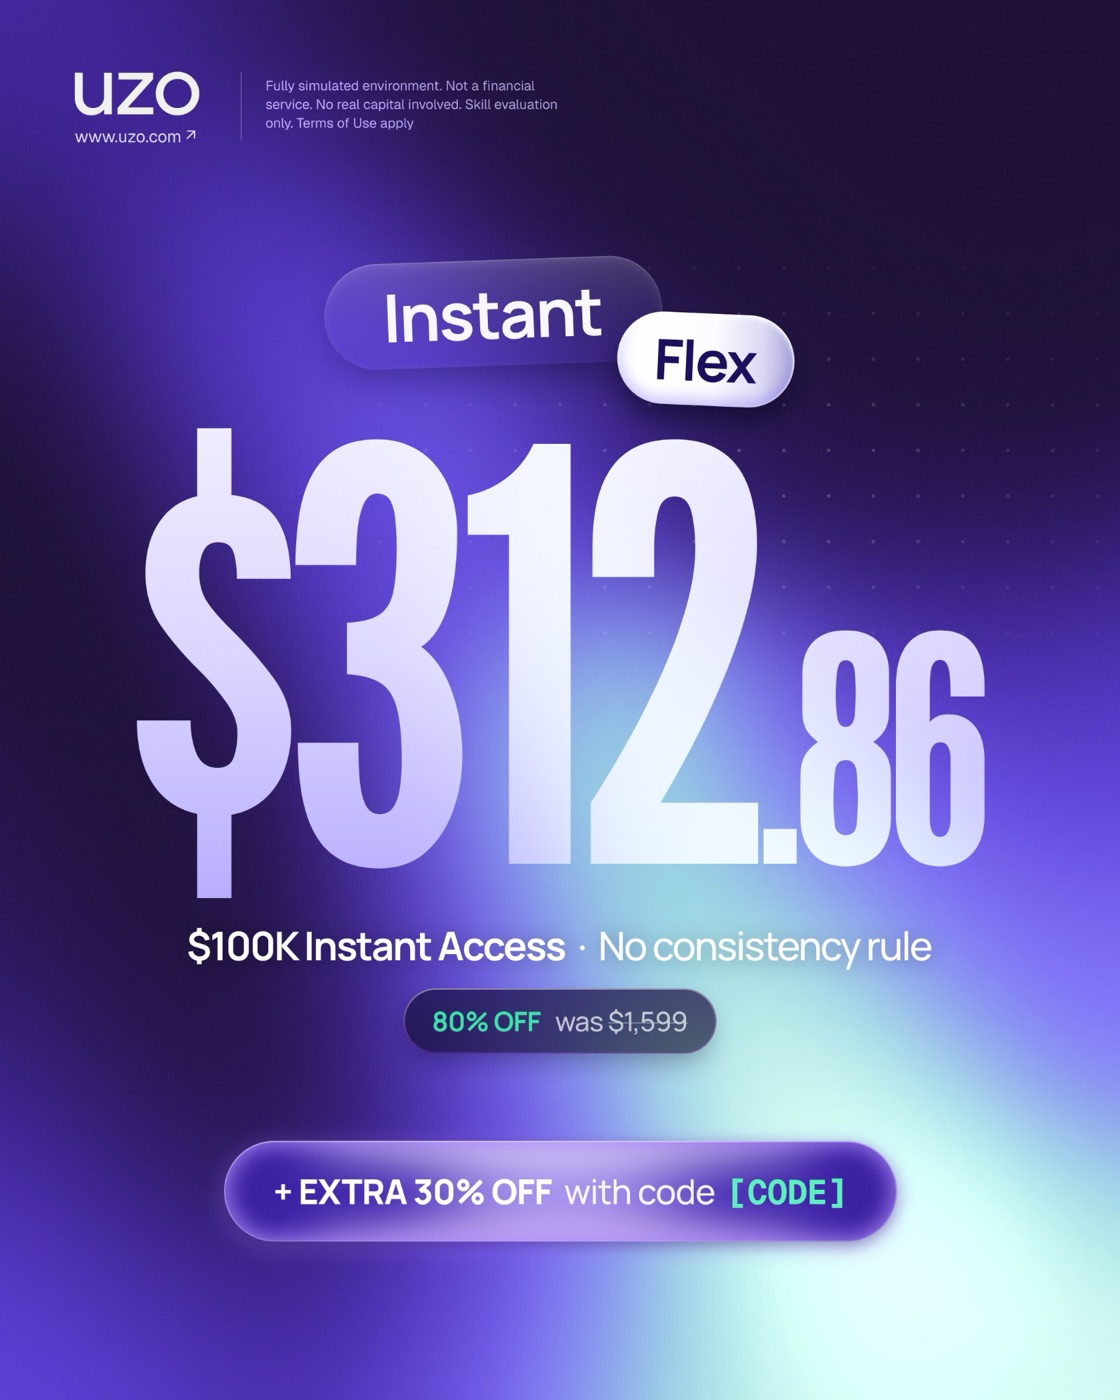 uzo
www.uzo.com ↗
Fully simulated environment. Not a financial
service. No real capital involved. Skill evaluation
only. Terms of Use apply
Instant
Flex
$312.86
$100K Instant Access · No consistency rule
80% OFF was $1,599
+ EXTRA 30% OFF with code [CODE]